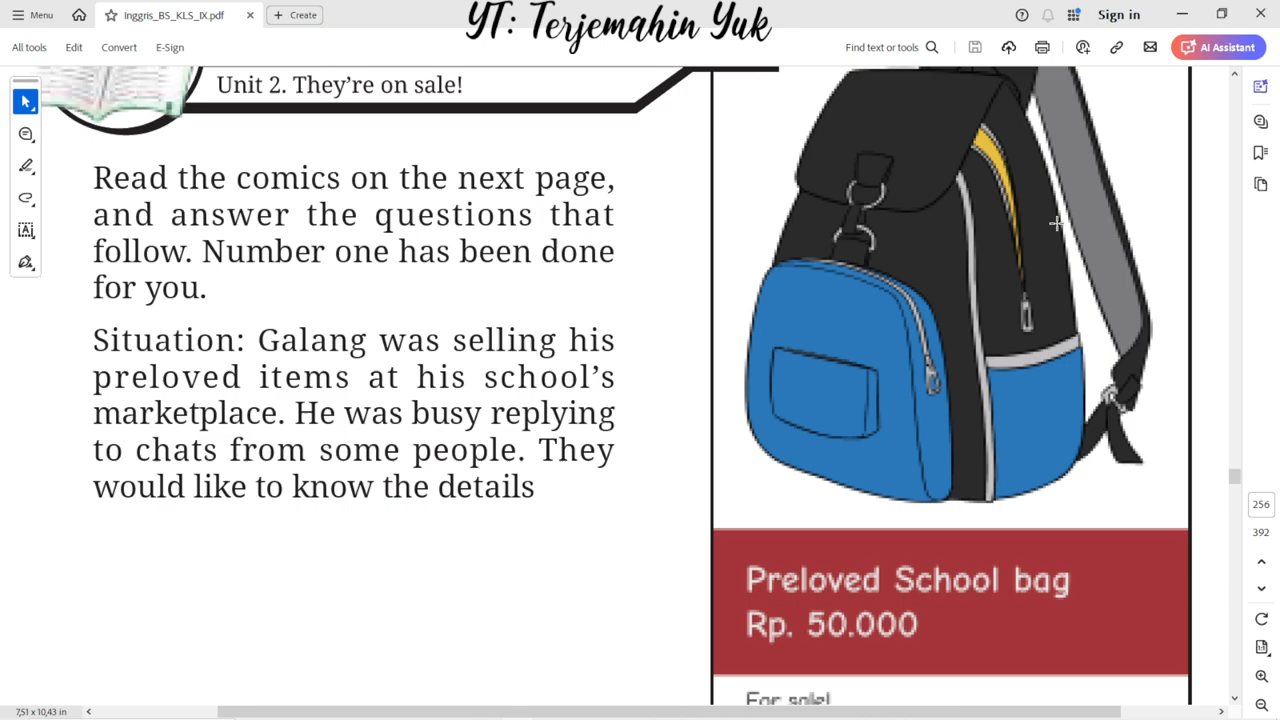 Menu
Inggris_BS_KLS_IX.pdf
Create
YT: Terjemahin Yuk
Sign in
All tools
Edit
Convert
E-Sign
Find text or tools
AI Assistant
Unit 2. They're on sale!
Read the comics on the next page,
and answer the questions that
follow. Number one has been done
for you.
Situation: Galang was selling his
preloved items at his school's
marketplace. He was busy replying
to chats from some people. They
would like to know the details
Preloved School bag
Rp. 50.000
For sale!
256
392
7,51 x 10,43 in